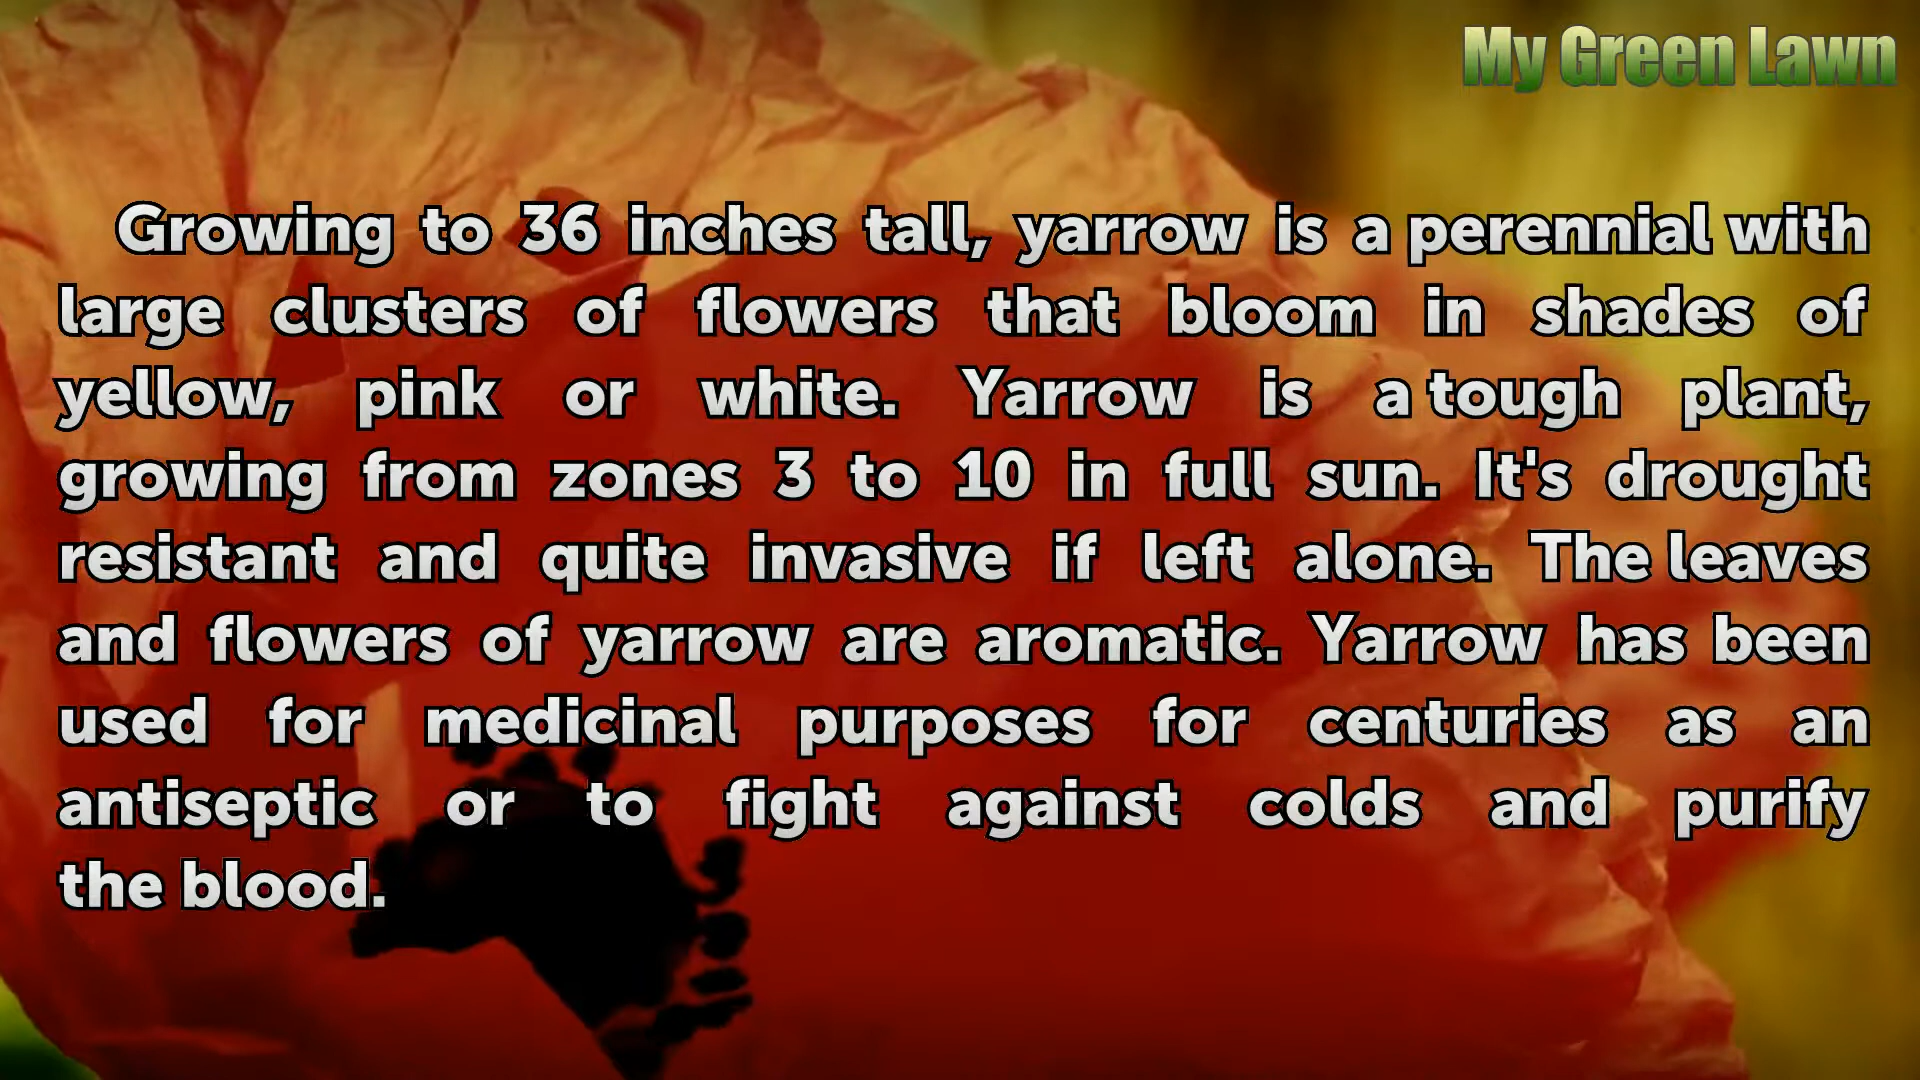 My Green Lawn
Growing to 36 inches tall, yarrow is a perennial with
large clusters of flowers that bloom in shades of
yellow, pink or white. Yarrow is a tough plant,
growing from zones 3 to 10 in full sun. It's drought
resistant and quite invasive if left alone. The leaves
and flowers of yarrow are aromatic. Yarrow has been
used for medicinal purposes for centuries as an
antiseptic or to fight against colds and purify
the blood.